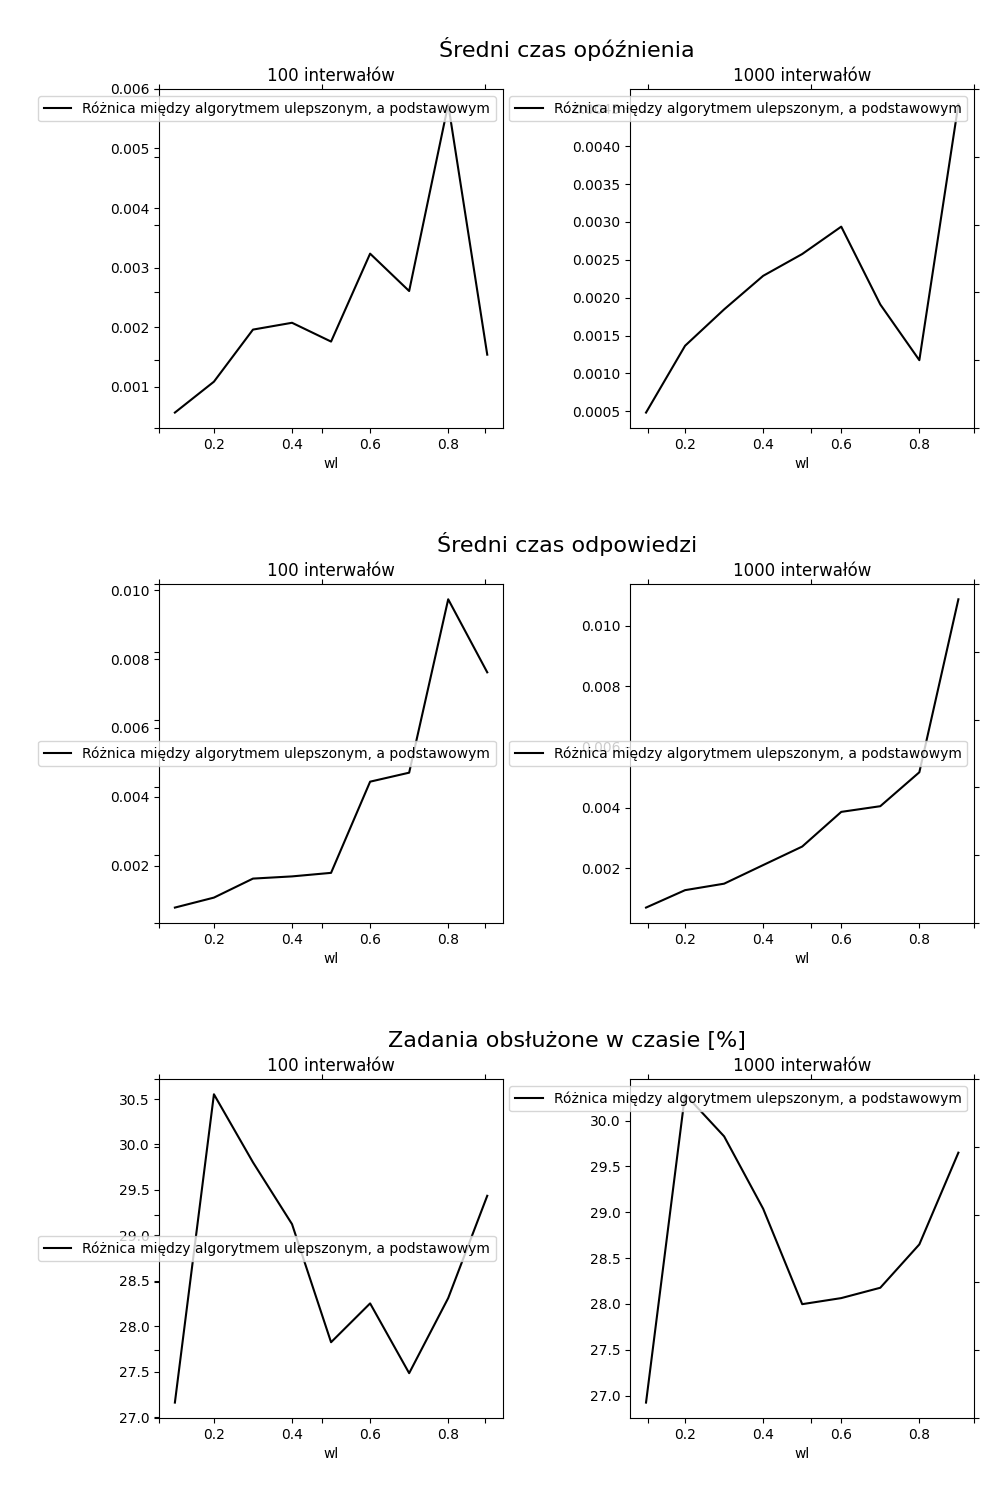 Średni czas opóźnienia
100 interwałów
1000 interwałów
Różnica między algorytmem ulepszonym, a podstawowym
Różnica między algorytmem ulepszonym, a podstawowym
0.006
0.005
0.004
0.003
0.002
0.001
0.2 0.4 0.6 0.8
wl
0.0040
0.0035
0.0030
0.0025
0.0020
0.0015
0.0010
0.0005
0.2 0.4 0.6 0.8
wl
Średni czas odpowiedzi
100 interwałów
1000 interwałów
0.010
0.008
0.006
Różnica między algorytmem ulepszonym, a podstawowym
0.004
0.002
0.2 0.4 0.6 0.8
wl
0.010
0.008
0.006
Różnica między algorytmem ulepszonym, a podstawowym
0.004
0.002
0.2 0.4 0.6 0.8
wl
Zadania obsłużone w czasie [%]
100 interwałów
1000 interwałów
30.5
30.0
29.5
29.0
Różnica między algorytmem ulepszonym, a podstawowym
28.5
28.0
27.5
27.0
0.2 0.4 0.6 0.8
wl
Różnica między algorytmem ulepszonym, a podstawowym
30.0
29.5
29.0
28.5
28.0
27.5
27.0
0.2 0.4 0.6 0.8
wl